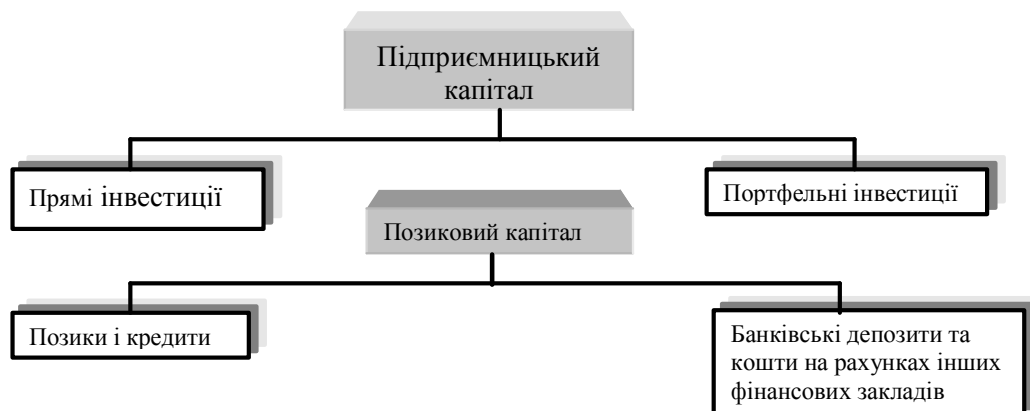 Підприємницький
капітал
Прямі інвестиції
Портфельні інвестиції
Позиковий капітал
Позики і кредити
Банківські депозити та
кошти на рахунках інших
фінансових закладів